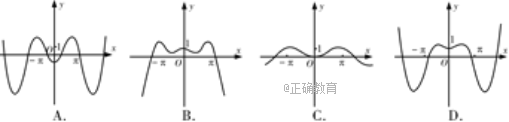 y y y y
1 1 1 1
-π O π x -π O π x -π O π x -π O π x
@正确教育
A. B. C. D.